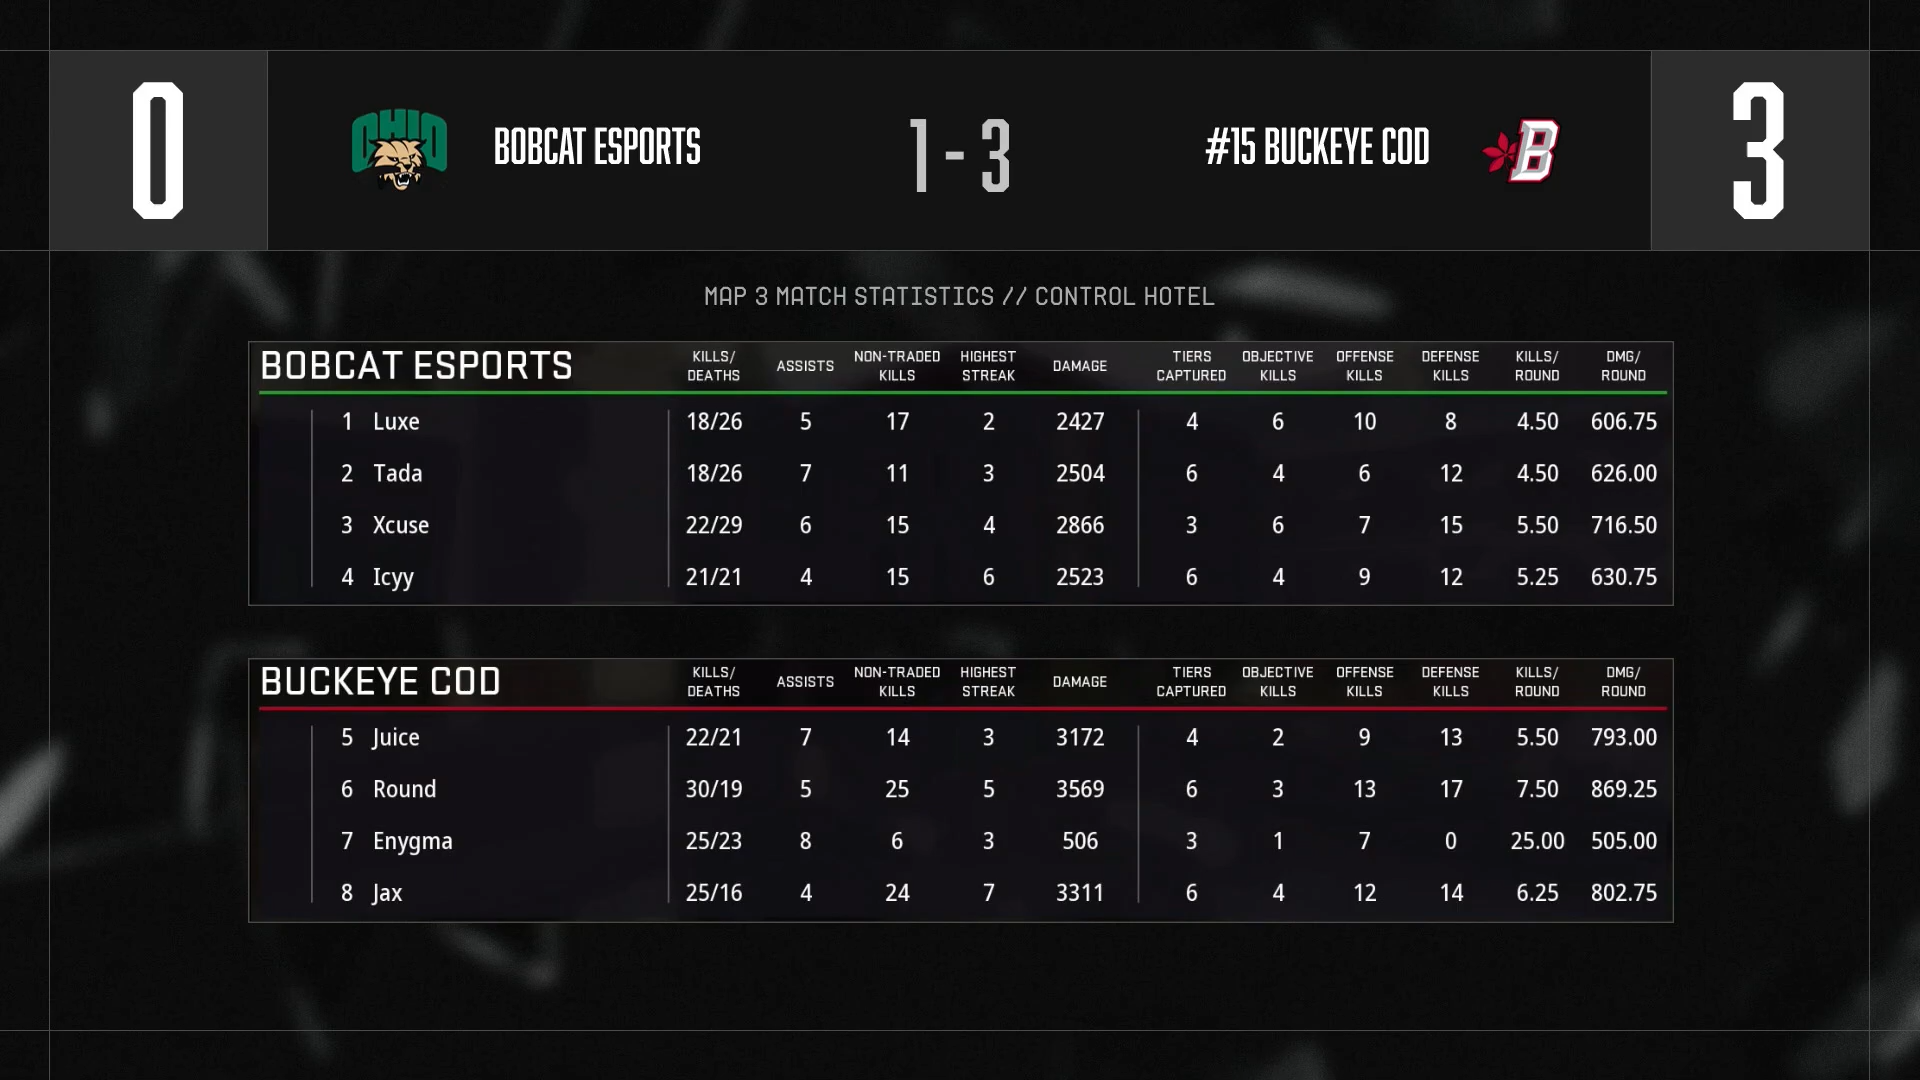 0
OHIO
BOBCAT ESPORTS
1 - 3
#15 BUCKEYE COD
B
3
MAP 3 MATCH STATISTICS // CONTROL HOTEL
BOBCAT ESPORTS KILLS/DEATHS ASSISTS NON-TRADED KILLS HIGHEST STREAK DAMAGE TIERS CAPTURED OBJECTIVE KILLS OFFENSE KILLS DEFENSE KILLS KILLS/ROUND DMG/ROUND
1 Luxe 18/26 5 17 2 2427 4 6 10 8 4.50 606.75
2 Tada 18/26 7 11 3 2504 6 4 6 12 4.50 626.00
3 Xcuse 22/29 6 15 4 2866 3 6 7 15 5.50 716.50
4 Icyy 21/21 4 15 6 2523 6 4 9 12 5.25 630.75
BUCKEYE COD KILLS/DEATHS ASSISTS NON-TRADED KILLS HIGHEST STREAK DAMAGE TIERS CAPTURED OBJECTIVE KILLS OFFENSE KILLS DEFENSE KILLS KILLS/ROUND DMG/ROUND
5 Juice 22/21 7 14 3 3172 4 2 9 13 5.50 793.00
6 Round 30/19 5 25 5 3569 6 3 13 17 7.50 869.25
7 Enygma 25/23 8 6 3 506 3 1 7 0 25.00 505.00
8 Jax 25/16 4 24 7 3311 6 4 12 14 6.25 802.75